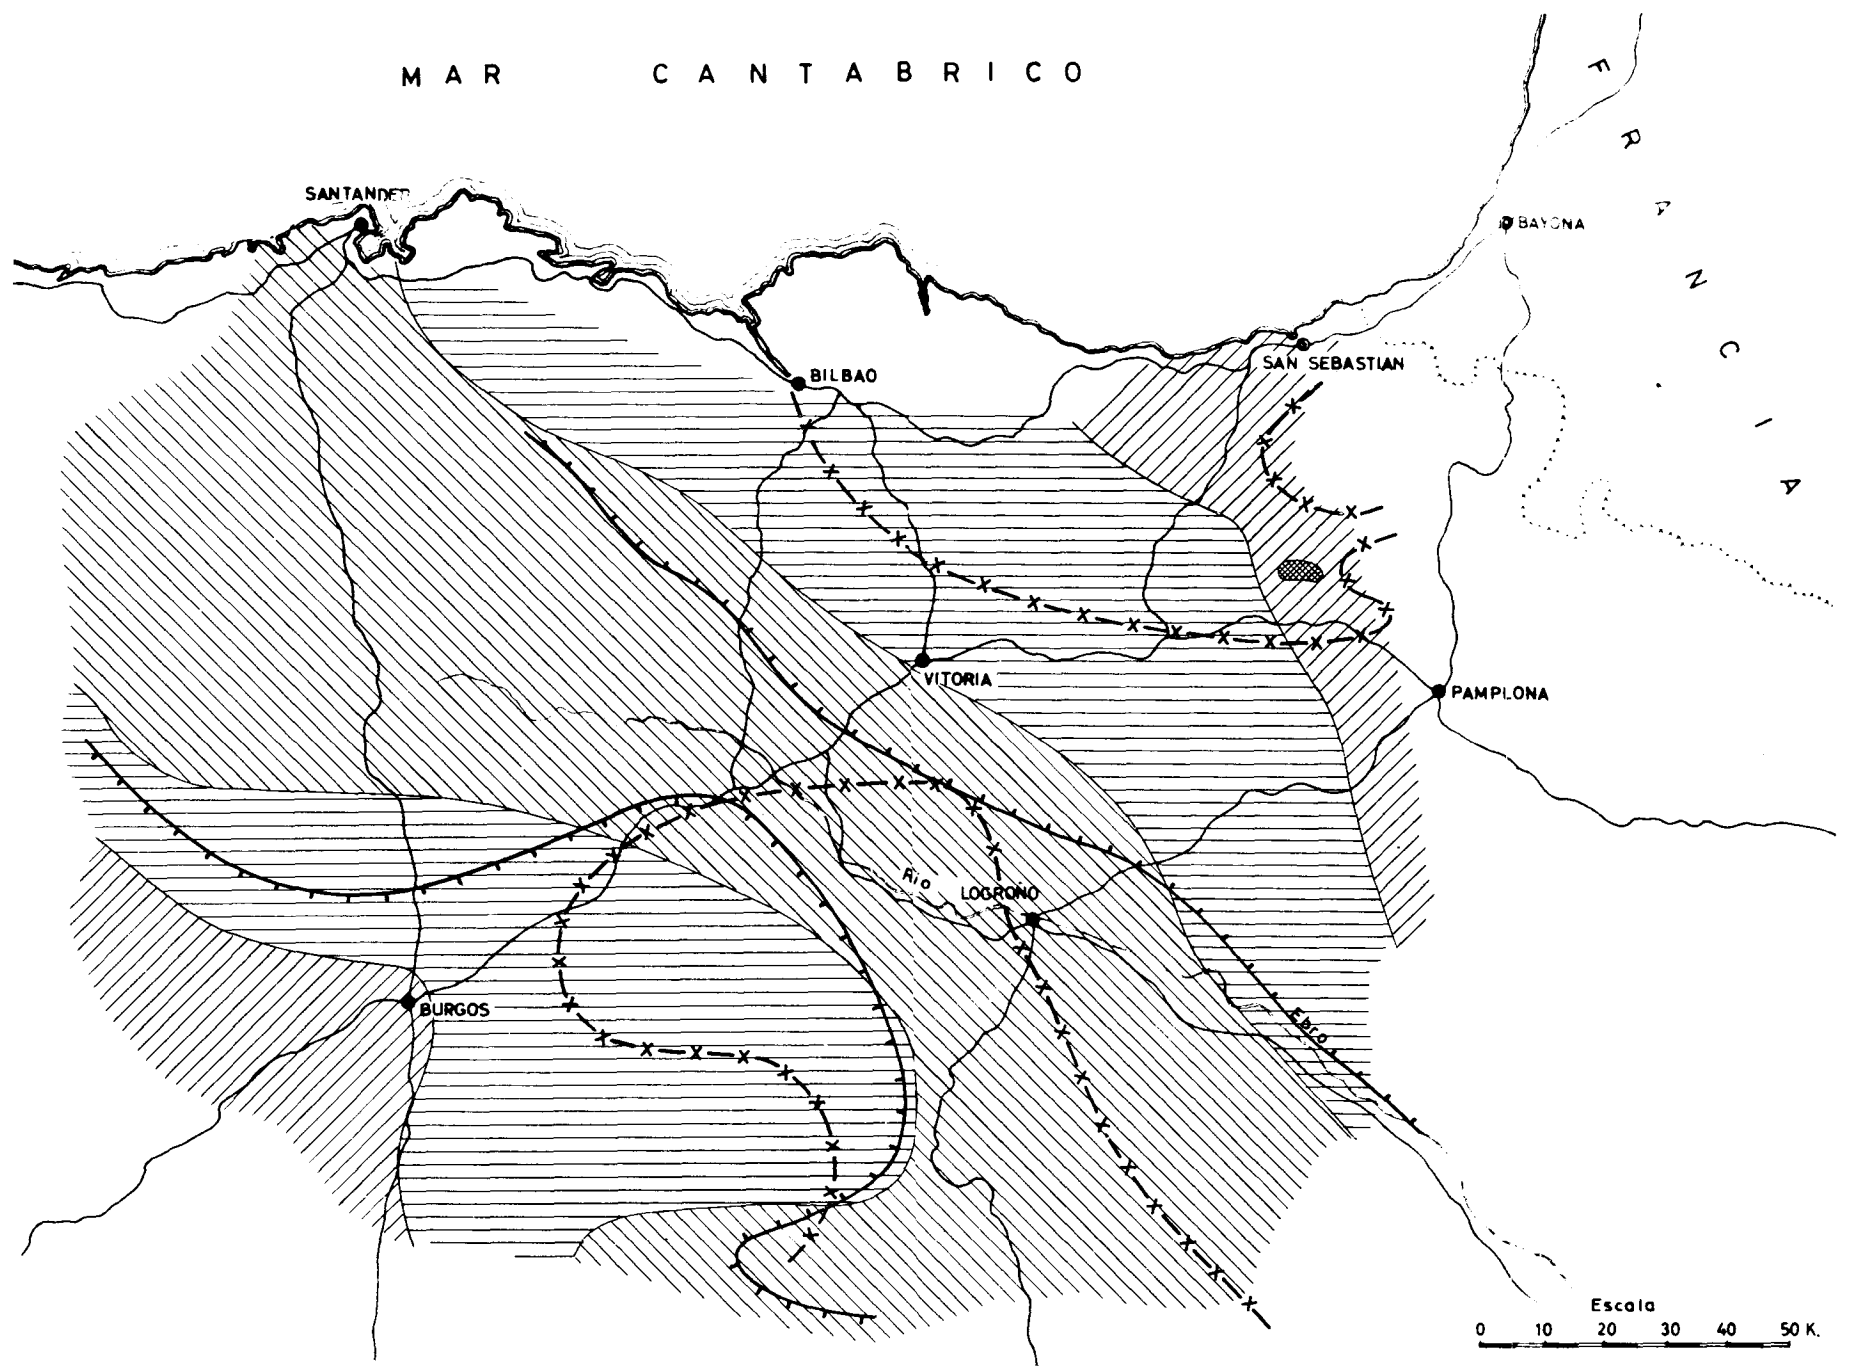 MAR CANTABRICO
FRANCIA
SANTANDER
BAYONA
BILBAO
SAN SEBASTIAN
VITORIA
PAMPLONA
Rio
LOGROÑO
BURGOS
Ebro
Escala
0 10 20 30 40 50 K.